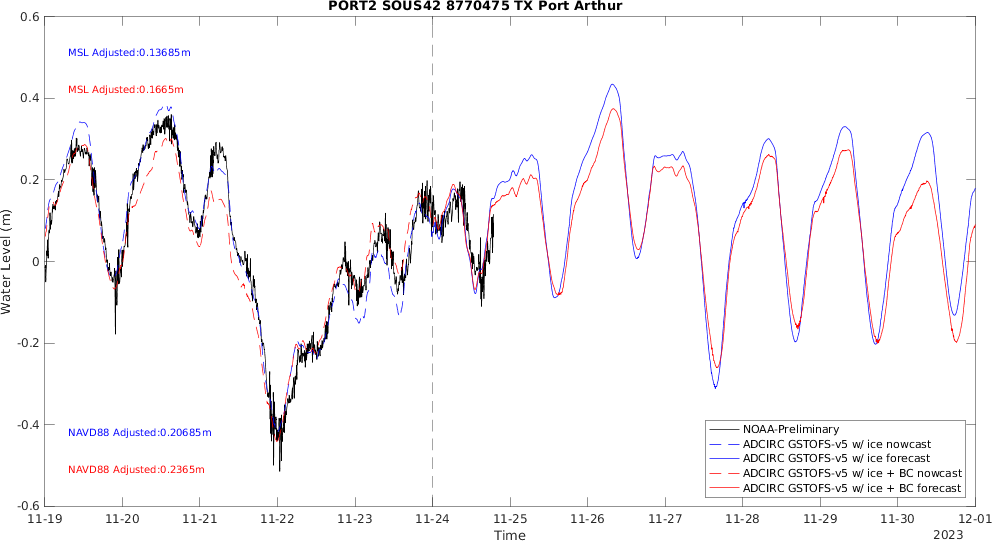 PORT2 SOUS42 8770475 TX Port Arthur
0.6
0.4
0.2
0
-0.2
-0.4
-0.6
Water Level (m)
MSL Adjusted:0.13685m
MSL Adjusted:0.1665m
NAVD88 Adjusted:0.20685m
NAVD88 Adjusted:0.2365m
NOAA-Preliminary
ADCIRC GSTOFS-v5 w/ ice nowcast
ADCIRC GSTOFS-v5 w/ ice forecast
ADCIRC GSTOFS-v5 w/ ice + BC nowcast
ADCIRC GSTOFS-v5 w/ ice + BC forecast
11-19 11-20 11-21 11-22 11-23 11-24 11-25 11-26 11-27 11-28 11-29 11-30 12-01
Time
2023